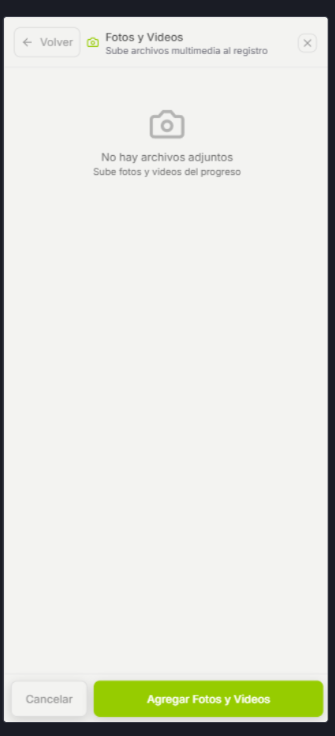 Volver
Fotos y Videos
Sube archivos multimedia al registro
No hay archivos adjuntos
Sube fotos y videos del progreso
Cancelar
Agregar Fotos y Videos